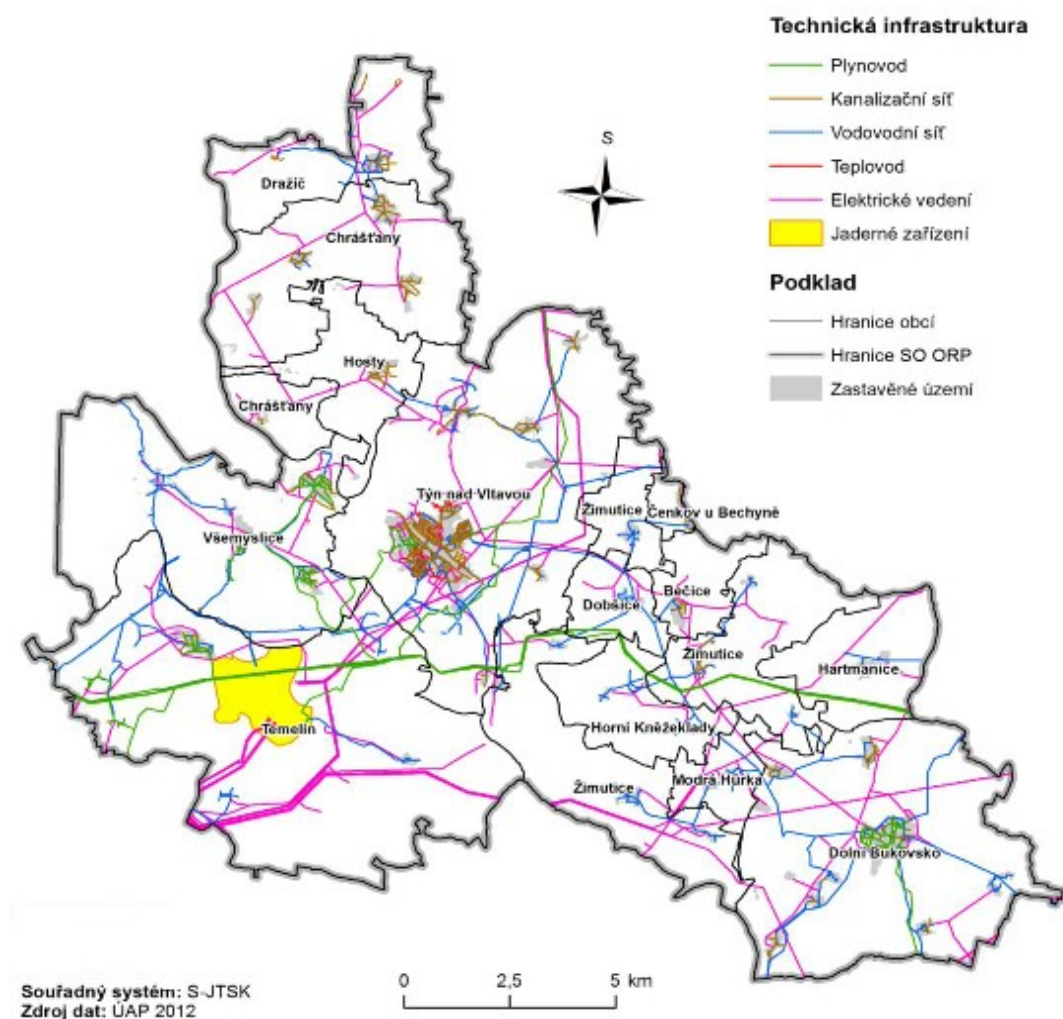 Technická infrastruktura
Plynovod
Kanalizační síť
Vodovodní síť
Teplovod
Elektrické vedení
Jaderné zařízení
Podklad
Hranice obcí
Hranice SO ORP
Zastavěné území
S
Dražíč
Chrášťany
Hosty
Chrášťany
Týn nad Vltavou
Žimutice
Čenkov u Bechyně
Všemyslice
Dobšice
Bečice
Žimutice
Hartmanice
Temelín
Horní Kněžeklady
Žimutice
Modrá Hůrka
Dolní Bukovsko
0 2,5 5 km
Souřadný systém: S-JTSK
Zdroj dat: ÚAP 2012